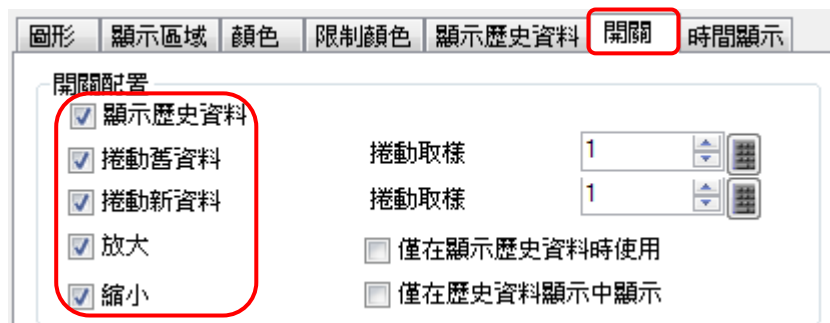 圖形 顯示區域 顏色 限制顏色 顯示歷史資料 開關 時間顯示
開關配置
顯示歷史資料
捲動舊資料 捲動取樣 1
捲動新資料 捲動取樣 1
放大 僅在顯示歷史資料時使用
縮小 僅在歷史資料顯示中顯示